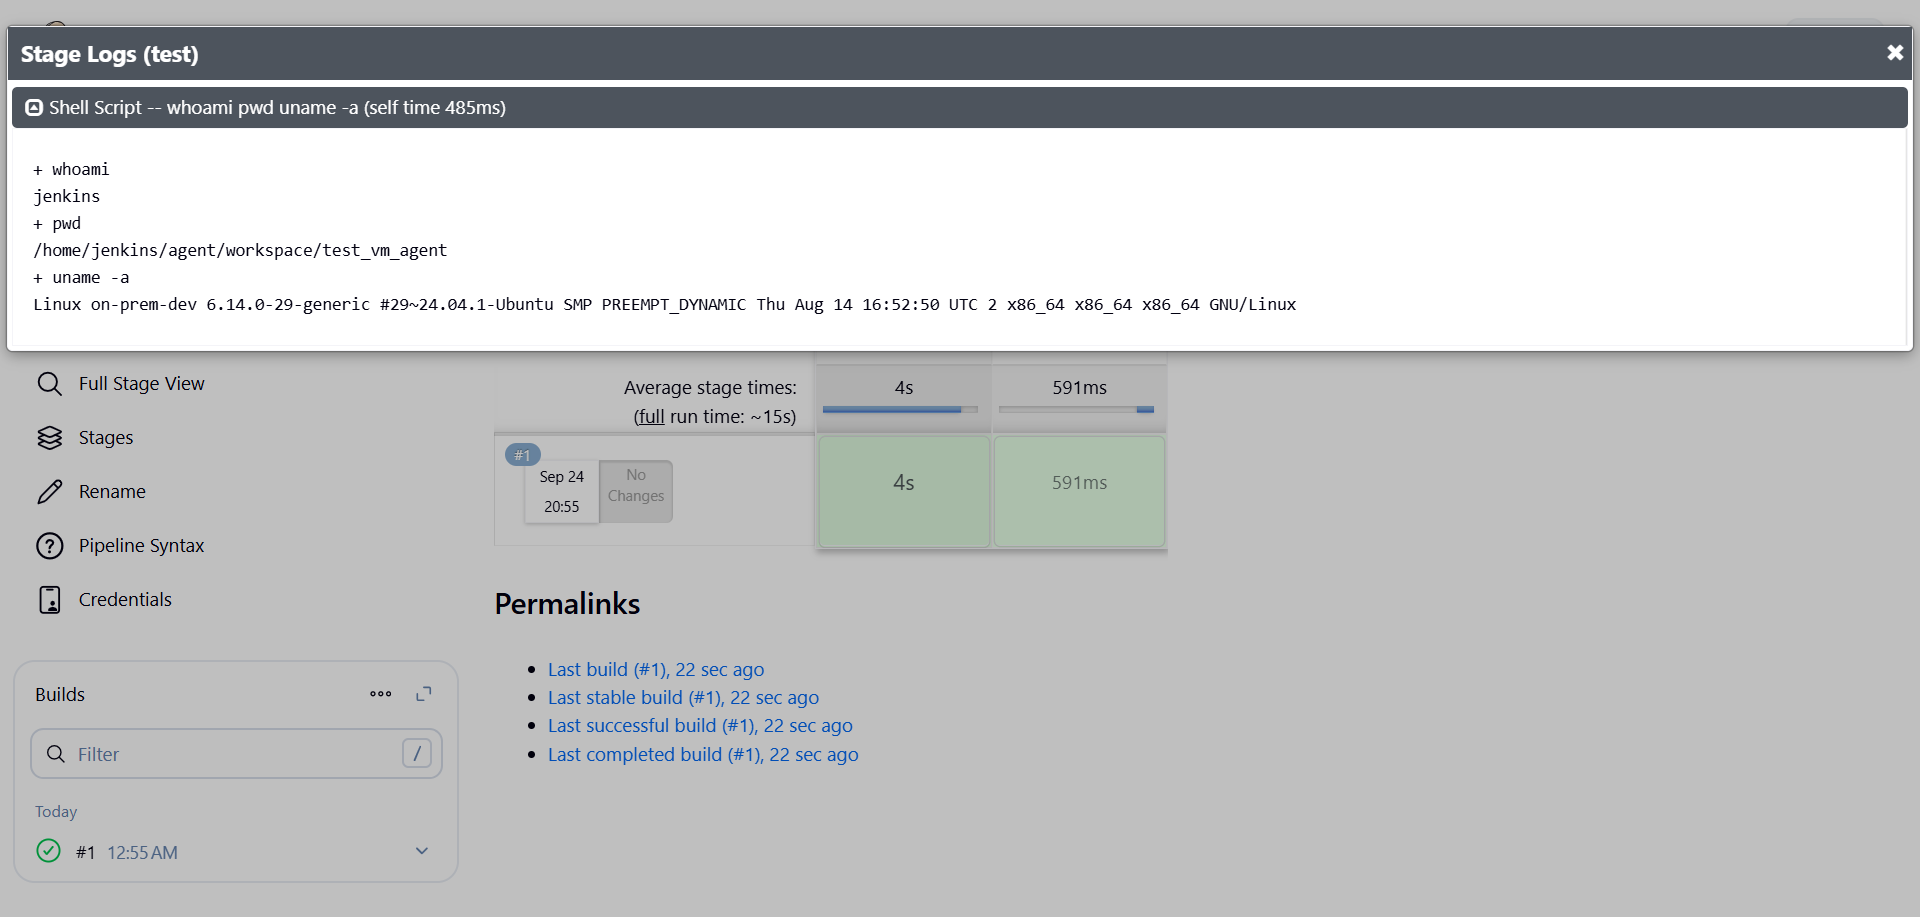 Stage Logs (test)
Shell Script -- whoami pwd uname -a (self time 485ms)
+ whoami
jenkins
+ pwd
/home/jenkins/agent/workspace/test_vm_agent
+ uname -a
Linux on-prem-dev 6.14.0-29-generic #29~24.04.1-Ubuntu SMP PREEMPT_DYNAMIC Thu Aug 14 16:52:50 UTC 2 x86_64 x86_64 x86_64 GNU/Linux
Full Stage View
Stages
Rename
Pipeline Syntax
Credentials
Average stage times:
(full run time: ~15s)
4s
591ms
#1
Sep 24
20:55
No
Changes
4s
591ms
Permalinks
Last build (#1), 22 sec ago
Last stable build (#1), 22 sec ago
Last successful build (#1), 22 sec ago
Last completed build (#1), 22 sec ago
Builds
Filter
/
Today
#1 12:55 AM